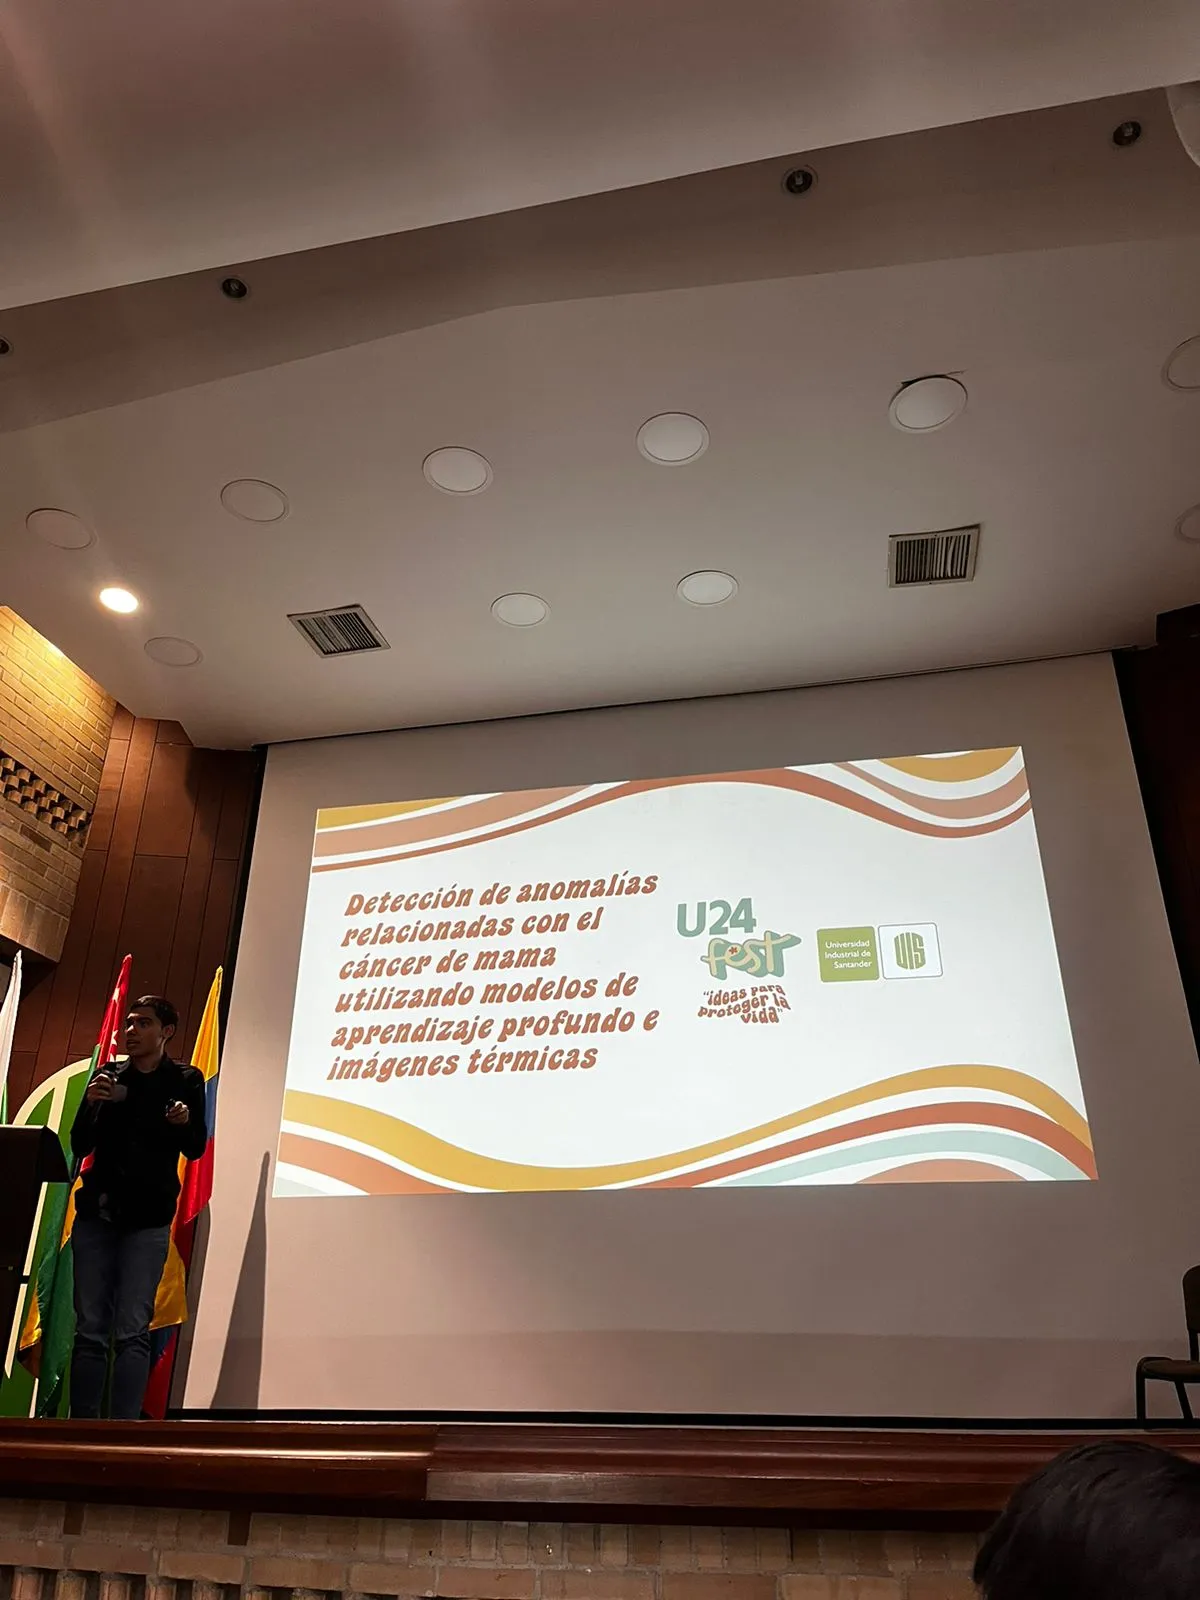 Detección de anomalías
relacionadas con el
cáncer de mama
utilizando modelos de
aprendizaje profundo e
imágenes térmicas
U24
fest
"ideas para
proteger la
vida"
Universidad
Industrial de
Santander
UIS